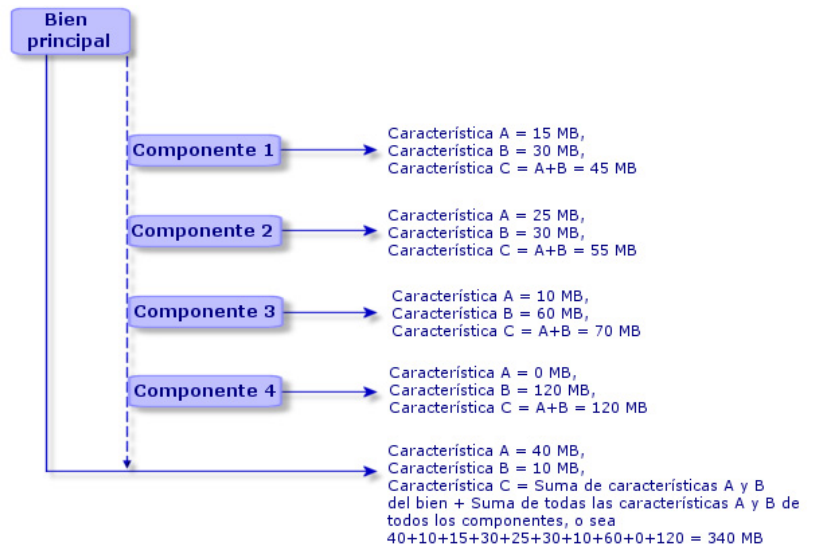 Bien
principal
Componente 1
Característica A = 15 MB,
Característica B = 30 MB,
Característica C = A+B = 45 MB
Componente 2
Característica A = 25 MB,
Característica B = 30 MB,
Característica C = A+B = 55 MB
Componente 3
Característica A = 10 MB,
Característica B = 60 MB,
Característica C = A+B = 70 MB
Componente 4
Característica A = 0 MB,
Característica B = 120 MB,
Característica C = A+B = 120 MB
Característica A = 40 MB,
Característica B = 10 MB,
Característica C = Suma de características A y B
del bien + Suma de todas las características A y B de
todos los componentes, o sea
40+10+15+30+25+30+10+60+0+120 = 340 MB